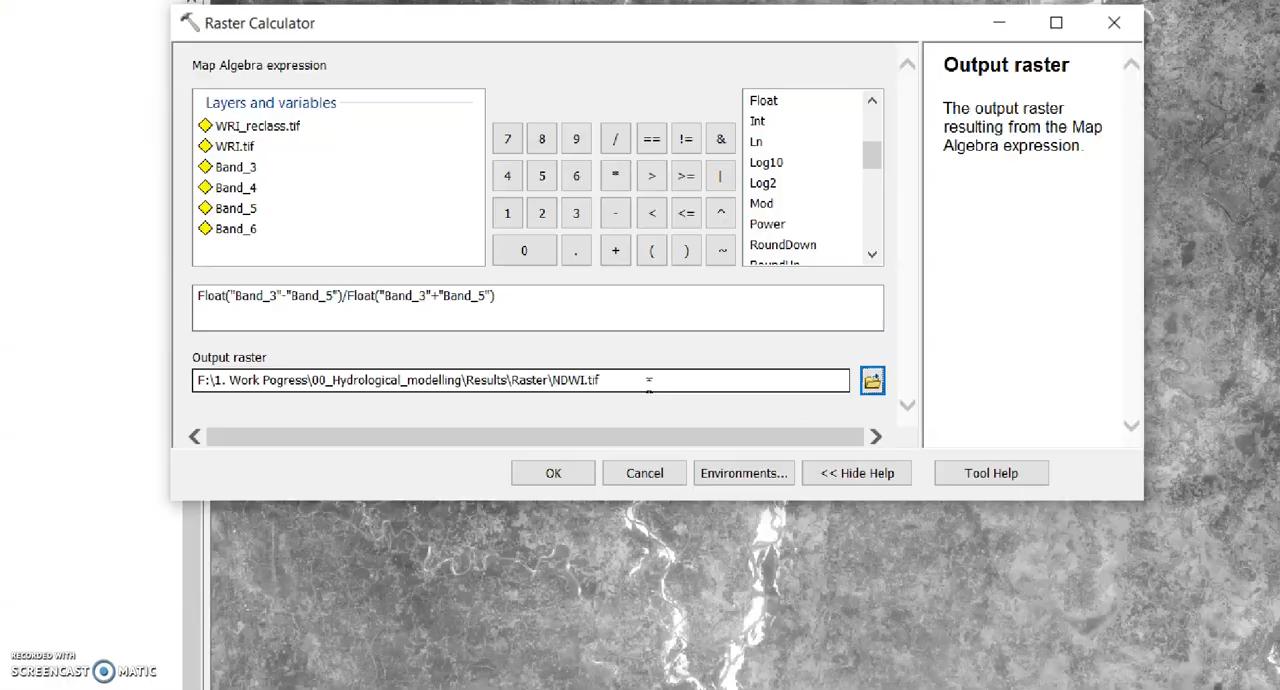 Raster Calculator
Map Algebra expression
Layers and variables
WRI_reclass.tif
WRI.tif
Band_3
Band_4
Band_5
Band_6
7 8 9 / == != &
4 5 6 * > >= |
1 2 3 - < <= ^
0 . + ( ) ~
Float
Int
Ln
Log10
Log2
Mod
Power
RoundDown
RoundUp
Float("Band_3"-"Band_5")/Float("Band_3"+"Band_5")
Output raster
F:\1. Work Pogress\00_Hydrological_modelling\Results\Raster\NDWI.tif
OK Cancel Environments... << Hide Help Tool Help
Output raster
The output raster
resulting from the Map
Algebra expression.
RECORDED WITH
SCREENCAST MATIC